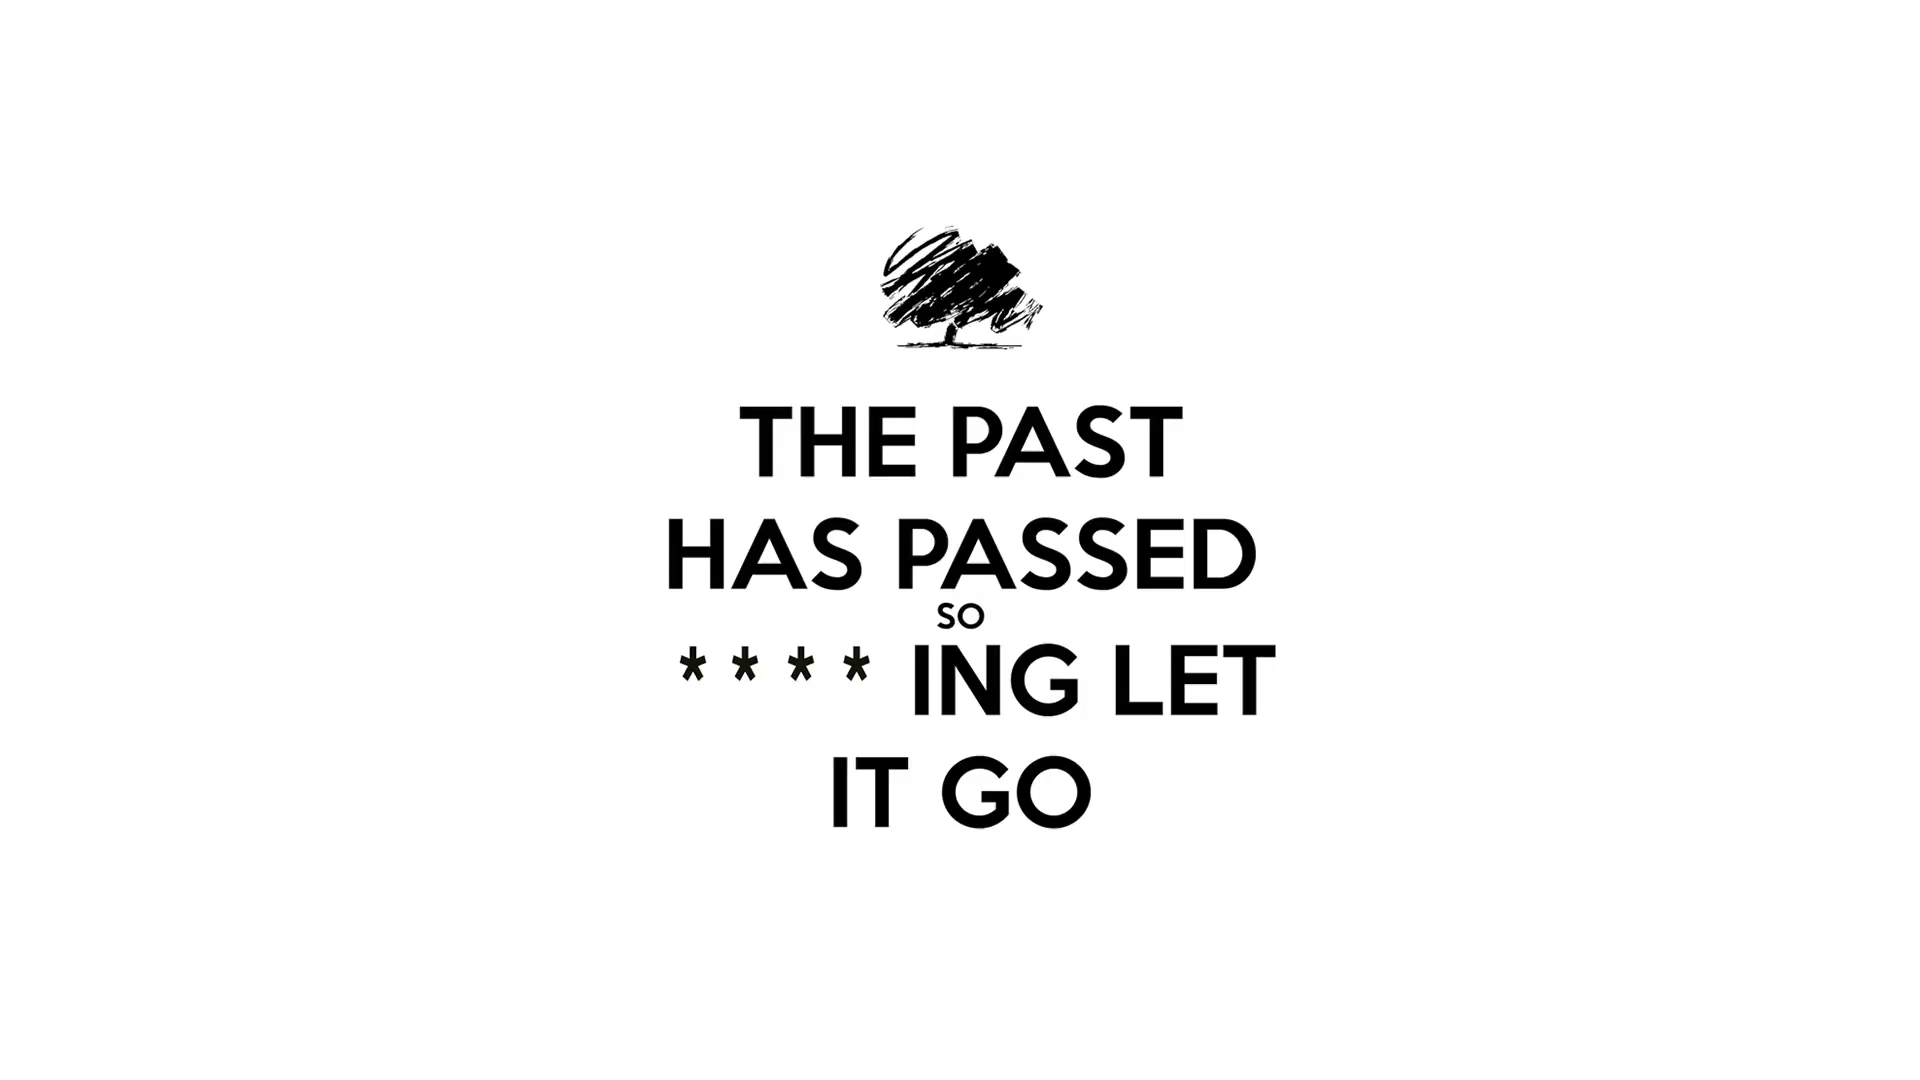 THE PAST
HAS PASSED
SO
* * * * ING LET
IT GO